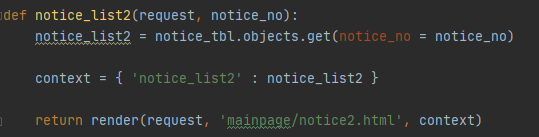 def notice_list2(request, notice_no):
notice_list2 = notice_tbl.objects.get(notice_no = notice_no)
context = { 'notice_list2' : notice_list2 }
return render(request, 'mainpage/notice2.html', context)